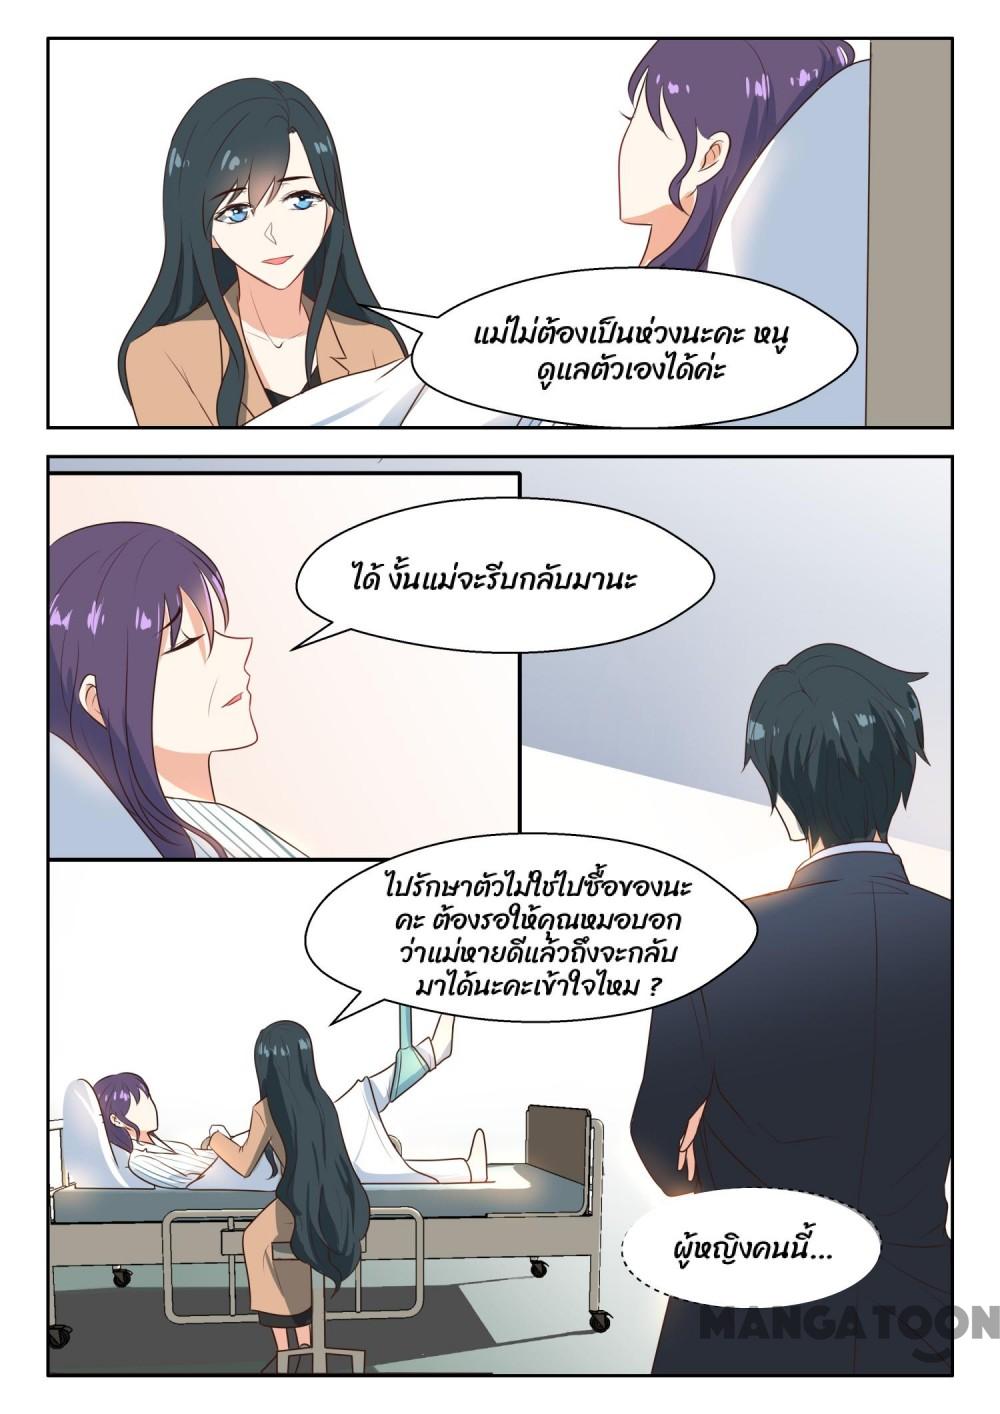 แม่ไม่ต้องเป็นห่วงนะคะ หนู
ดูแลตัวเองได้ค่ะ
ได้ งั้นแม่จะรีบกลับมานะ
ไปรักษาตัวไม่ใช่ไปซื้อของนะ
คะ ต้องรอให้คุณหมอบอก
ว่าแม่หายดีแล้วถึงจะกลับ
มาได้นะคะเข้าใจไหม ?
ผู้หญิงคนนี้...
MANGATOON